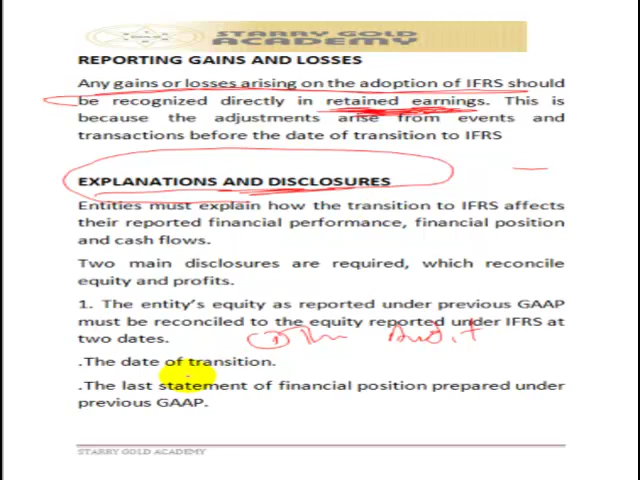 STARRY GOLD
ACADEMY
REPORTING GAINS AND LOSSES
Any gains or losses arising on the adoption of IFRS should
be recognized directly in retained earnings. This is
because the adjustments arise from events and
transactions before the date of transition to IFRS
EXPLANATIONS AND DISCLOSURES
Entities must explain how the transition to IFRS affects
their reported financial performance, financial position
and cash flows.
Two main disclosures are required, which reconcile
equity and profits.
1. The entity's equity as reported under previous GAAP
must be reconciled to the equity reported under IFRS at
two dates.
Audit
.The date of transition.
.The last statement of financial position prepared under
previous GAAP.
STARRY GOLD ACADEMY